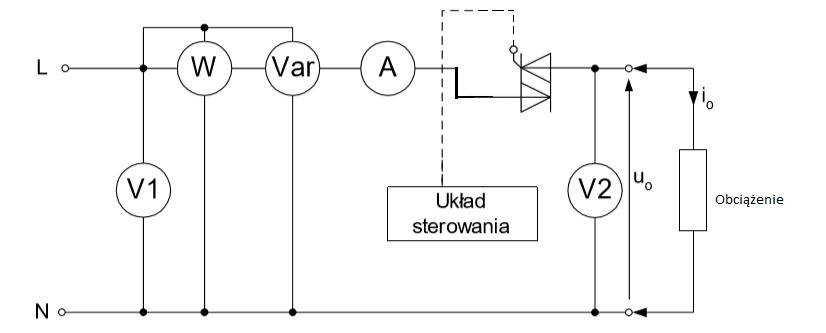 L
W
Var
A
i₀
V1
V2
u₀
Układ
sterowania
Obciążenie
N